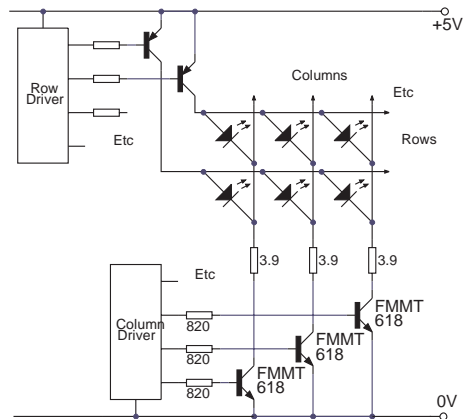 +5V
Row
Driver
Columns
Etc
Etc
Rows
3.9
3.9
3.9
Etc
Column
Driver
820
820
820
FMMT
618
FMMT
618
FMMT
618
0V